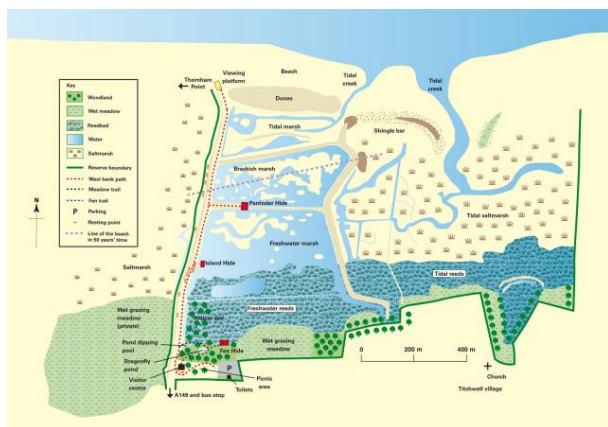 Thornham
Point
Viewing
platform
Beach
Tidal
creek
Tidal
creek
Dunes
Tidal marsh
Shingle bar
Key
Woodland
Wet meadow
Reedbed
Water
Saltmarsh
Reserve boundary
West bank path
Meadow trail
Fen trail
P Parking
Resting point
Line of the beach
in 50 years' time
N
Brackish marsh
Parrinder Hide
Tidal saltmarsh
Freshwater marsh
Saltmarsh
Island Hide
Tidal reeds
Wet grazing
meadow
(private)
Freshwater reeds
Pond dipping
pool
Fen Hide
Wet grazing
meadow
Dragonfly
pond
P
0 200 m 400 m
Visitor
centre
Picnic
area
Toilets
Church
Titchwell village
A149 and bus stop